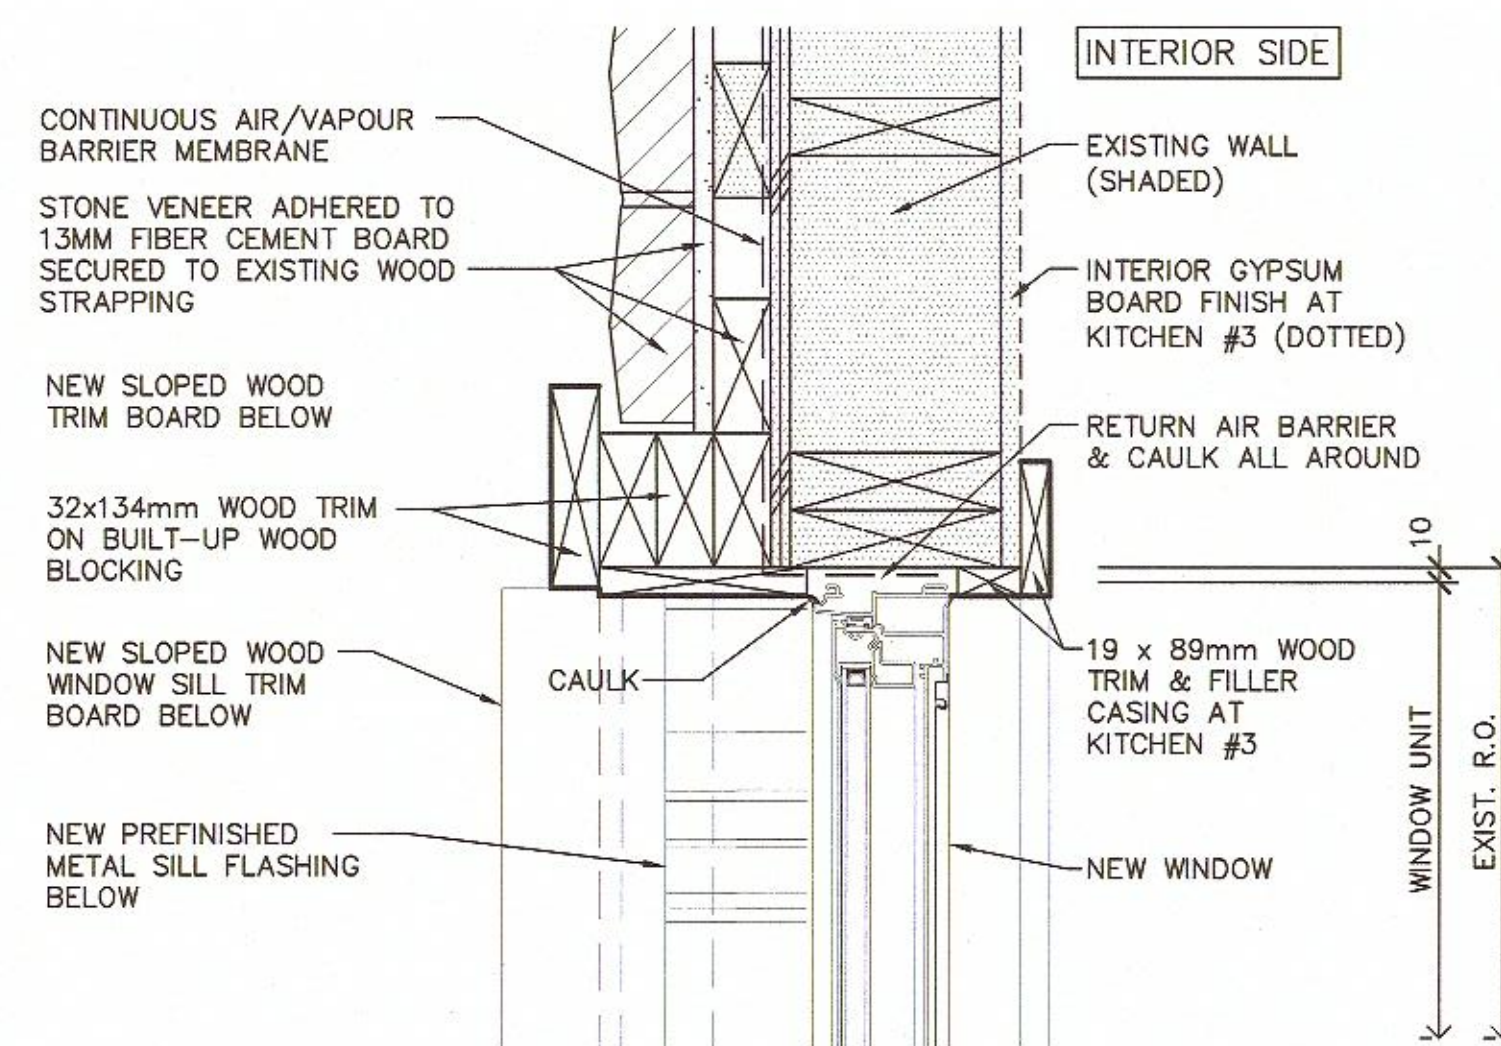 INTERIOR SIDE
CONTINUOUS AIR/VAPOUR
BARRIER MEMBRANE
STONE VENEER ADHERED TO
13MM FIBER CEMENT BOARD
SECURED TO EXISTING WOOD
STRAPPING
NEW SLOPED WOOD
TRIM BOARD BELOW
32x134mm WOOD TRIM
ON BUILT-UP WOOD
BLOCKING
NEW SLOPED WOOD
WINDOW SILL TRIM
BOARD BELOW
CAULK
NEW PREFINISHED
METAL SILL FLASHING
BELOW
EXISTING WALL
(SHADED)
INTERIOR GYPSUM
BOARD FINISH AT
KITCHEN #3 (DOTTED)
RETURN AIR BARRIER
& CAULK ALL AROUND
19 x 89mm WOOD
TRIM & FILLER
CASING AT
KITCHEN #3
NEW WINDOW
10
WINDOW UNIT
EXIST. R.O.